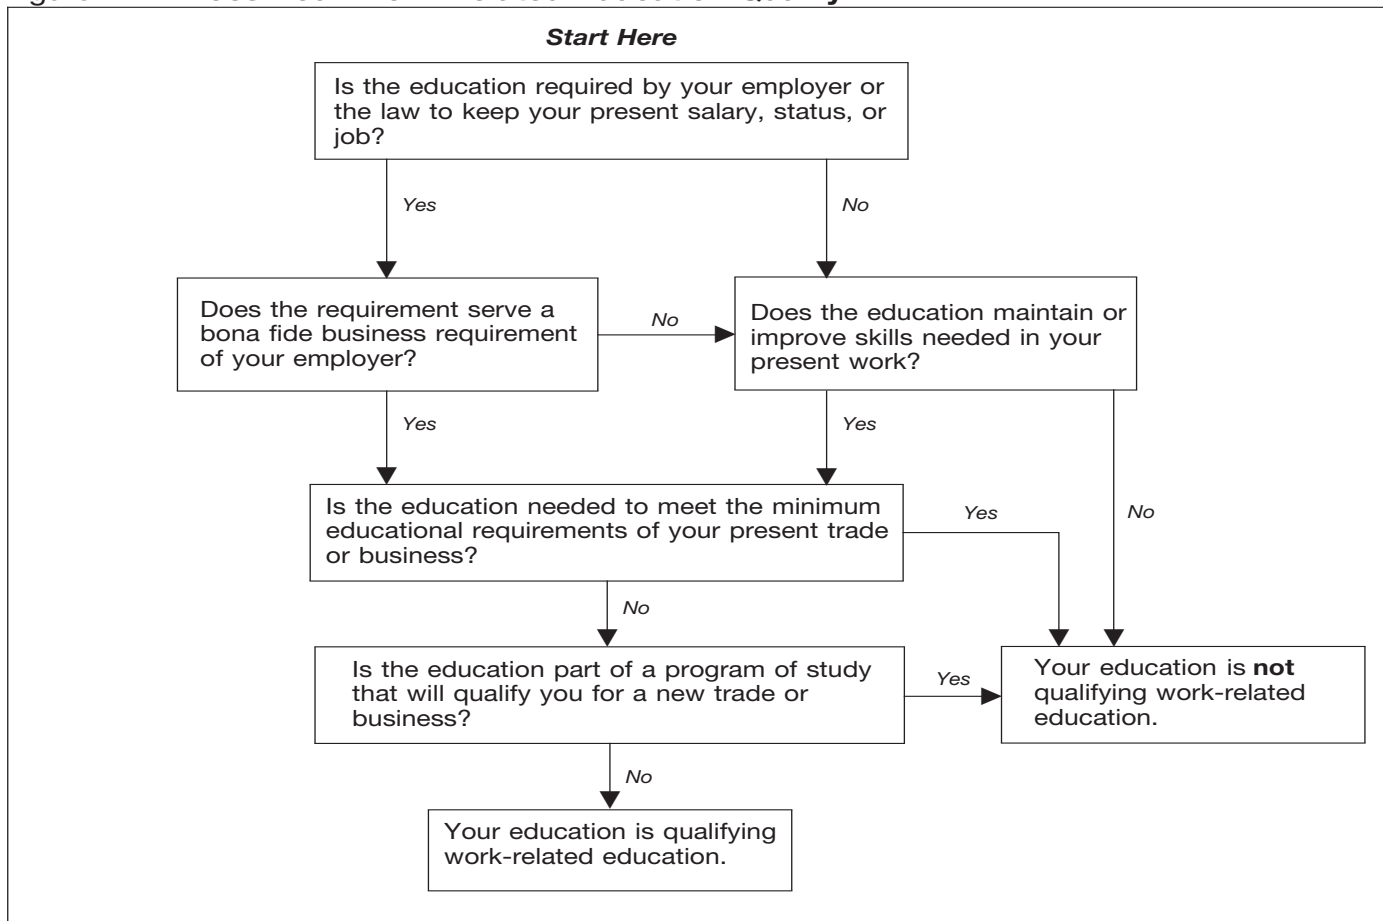 Start Here
Is the education required by your employer or
the law to keep your present salary, status, or
job?
Yes
No
Does the requirement serve a
bona fide business requirement
of your employer?
No
Does the education maintain or
improve skills needed in your
present work?
Yes
Yes
Is the education needed to meet the minimum
educational requirements of your present trade
or business?
Yes
No
No
Is the education part of a program of study
that will qualify you for a new trade or
business?
Yes
Your education is not
qualifying work-related
education.
No
Your education is qualifying
work-related education.